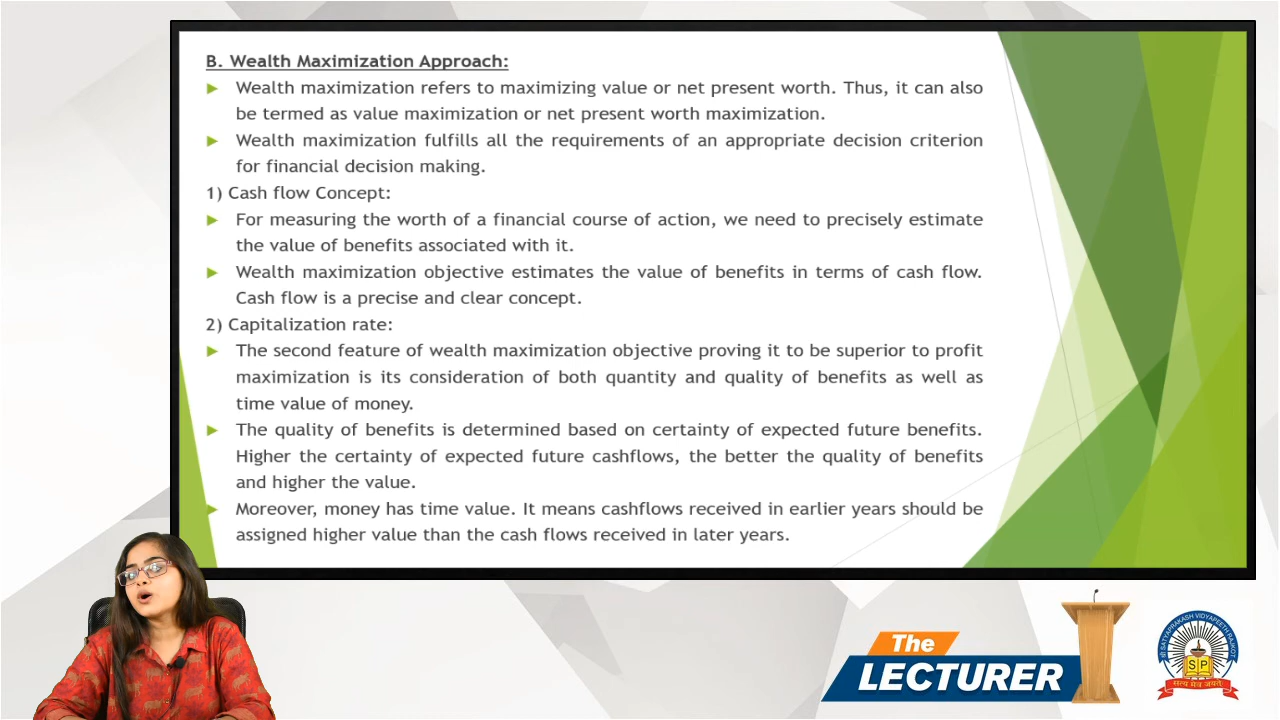 B. Wealth Maximization Approach:
Wealth maximization refers to maximizing value or net present worth. Thus, it can also
be termed as value maximization or net present worth maximization.
Wealth maximization fulfills all the requirements of an appropriate decision criterion
for financial decision making.
1) Cash flow Concept:
For measuring the worth of a financial course of action, we need to precisely estimate
the value of benefits associated with it.
Wealth maximization objective estimates the value of benefits in terms of cash flow.
Cash flow is a precise and clear concept.
2) Capitalization rate:
The second feature of wealth maximization objective proving it to be superior to profit
maximization is its consideration of both quantity and quality of benefits as well as
time value of money.
The quality of benefits is determined based on certainty of expected future benefits.
Higher the certainty of expected future cashflows, the better the quality of benefits
and higher the value.
Moreover, money has time value. It means cashflows received in earlier years should be
assigned higher value than the cash flows received in later years.
The
LECTURER
श्री SATYAPRAKASH VIDYAPEETH RAJKOT
S P
सत्य मेव जयते